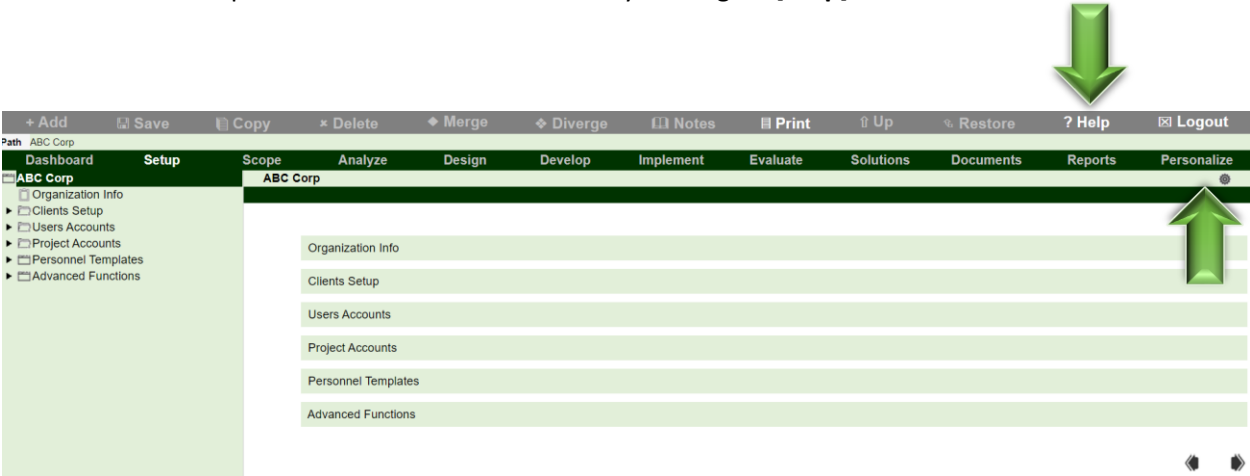 + Add Save Copy × Delete ❖ Merge ❖ Diverge Notes Print ⇧ Up Restore ? Help ☒ Logout
Path ABC Corp
Dashboard Setup Scope Analyze Design Develop Implement Evaluate Solutions Documents Reports Personalize
ABC Corp ABC Corp
Organization Info
Clients Setup
Users Accounts
Project Accounts
Personnel Templates
Advanced Functions
Organization Info
Clients Setup
Users Accounts
Project Accounts
Personnel Templates
Advanced Functions